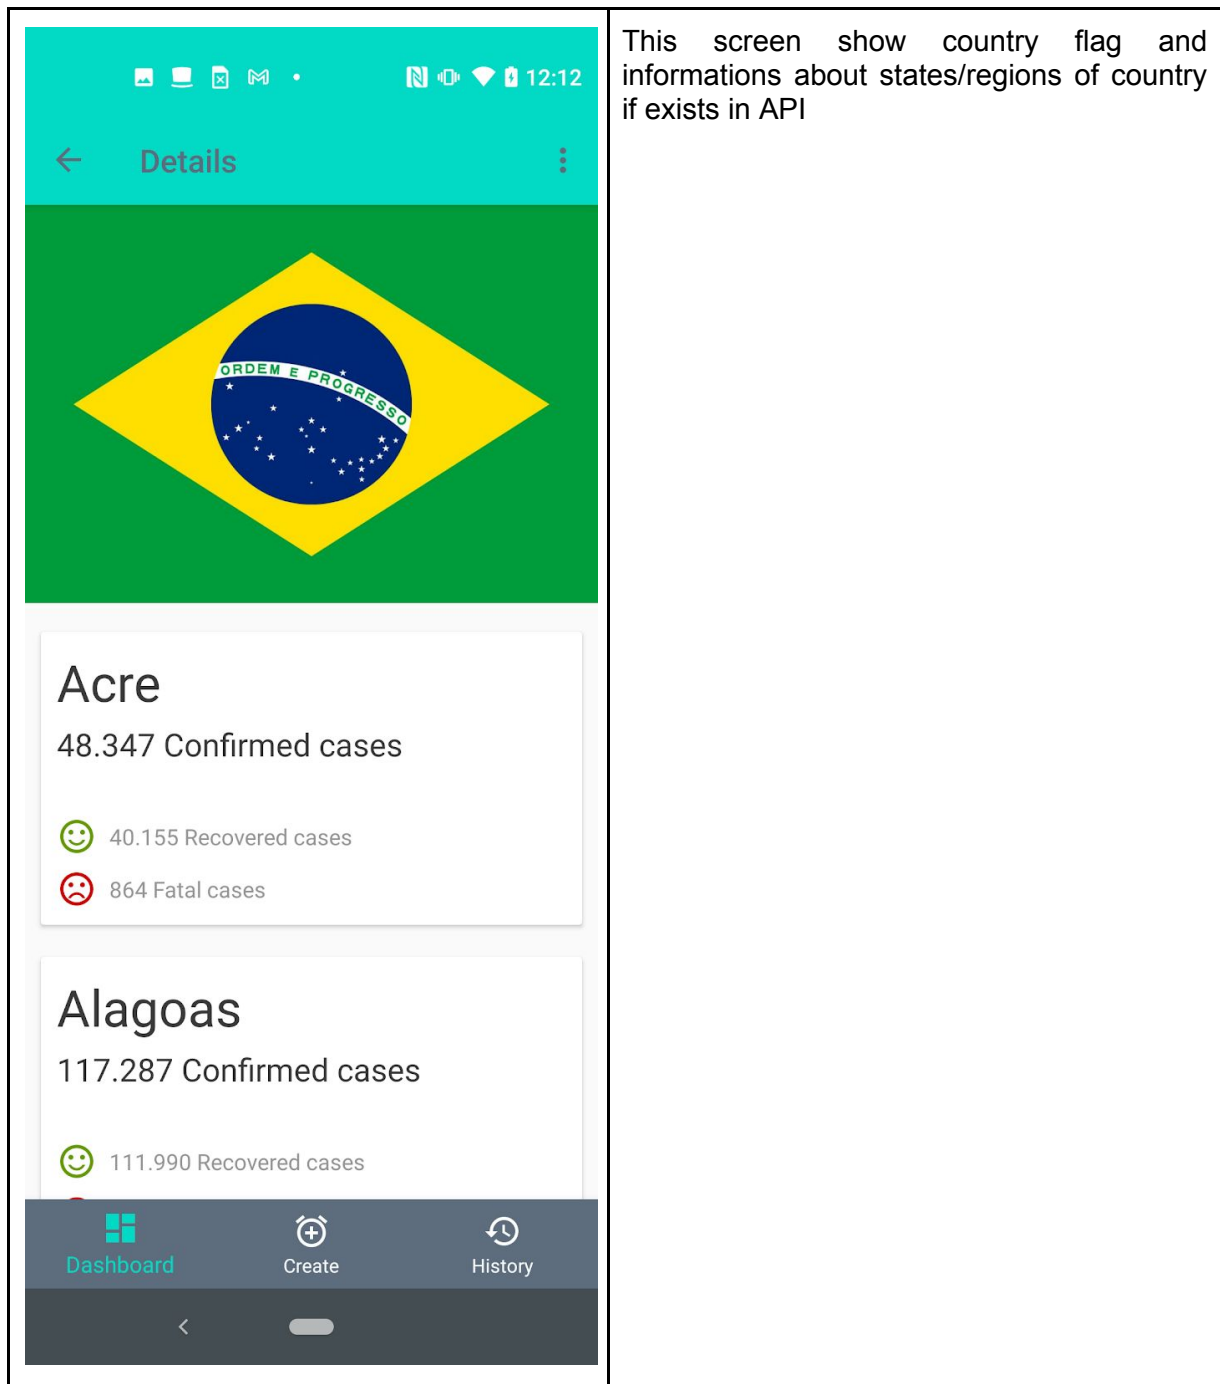 12:12
Details
ORDEM E PROGRESSO
Acre
48.347 Confirmed cases
40.155 Recovered cases
864 Fatal cases
Alagoas
117.287 Confirmed cases
111.990 Recovered cases
Dashboard
Create
History
This screen show country flag and
informations about states/regions of country
if exists in API